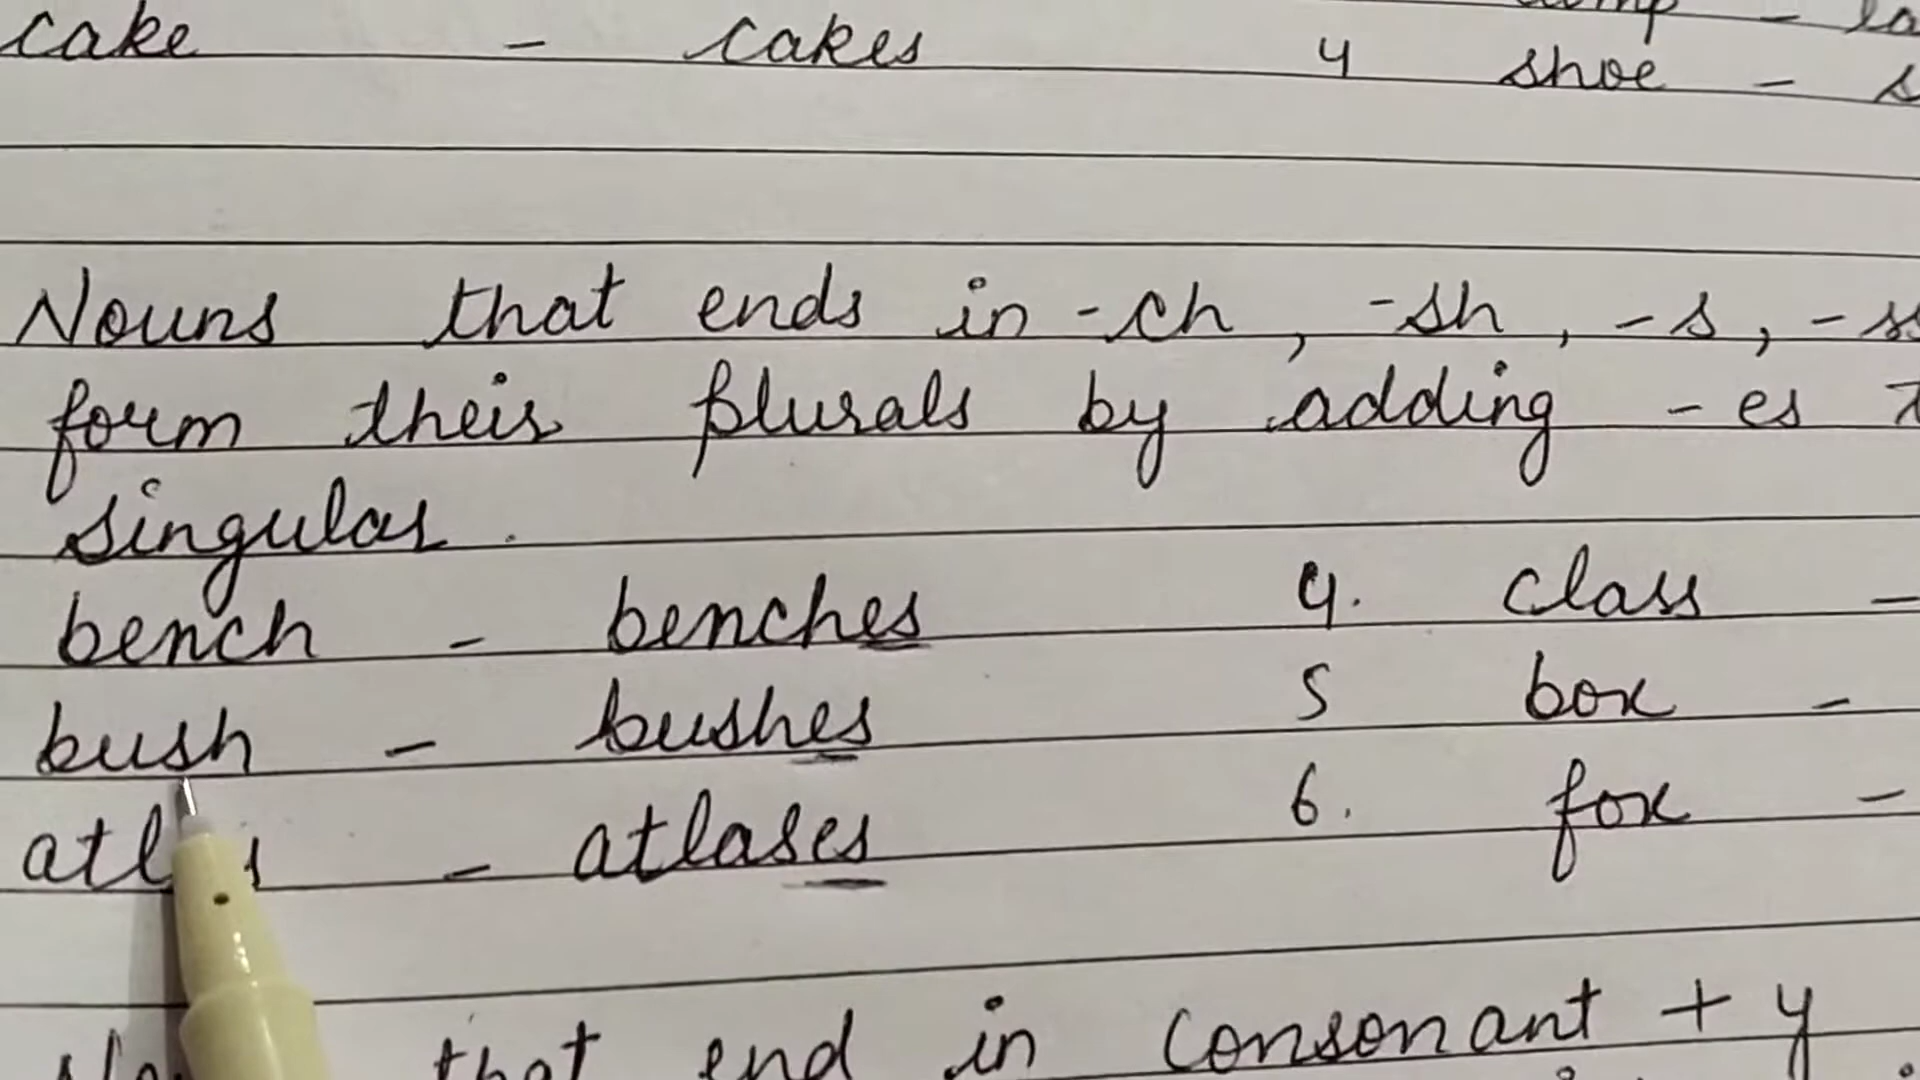 cake - cakes
4 shoe -
Nouns that ends in -ch, -sh, -s, -ss
form their plurals by adding - es
singular.
bench - benches 4. class -
bush - bushes 5 box -
- atlases 6. fox -
that end in consonant + y